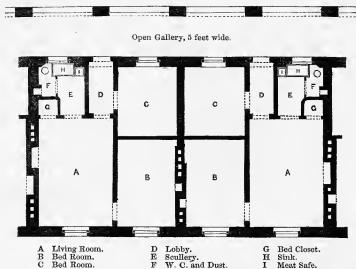 Open Gallery, 5 feet wide.
H H
F E D C C D E F
G G
A B B A
A Living Room. D Lobby. G Bed Closet.
B Bed Room. E Scullery. H Sink.
C Bed Room. F W. C. and Dust. I Meat Safe.